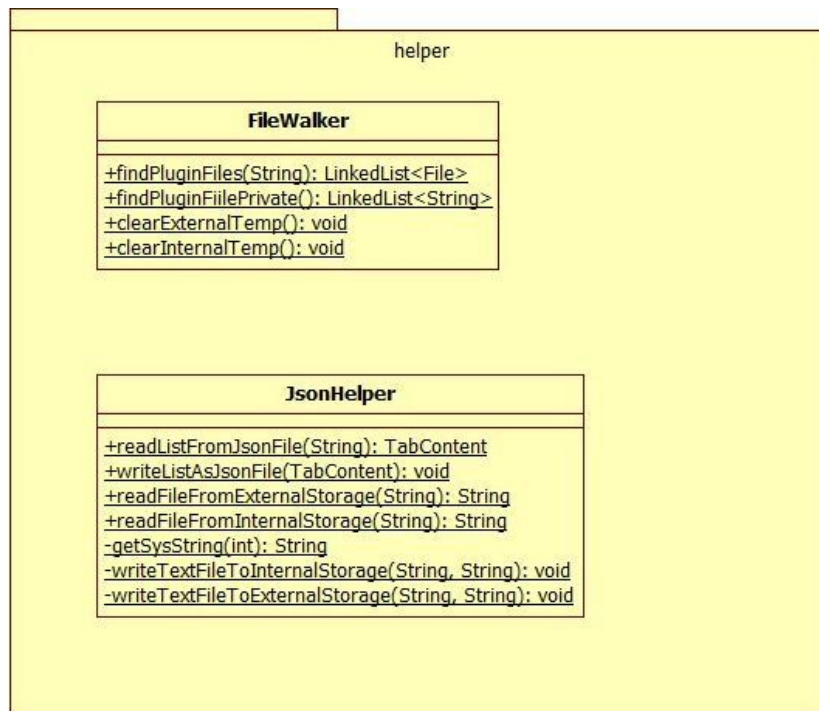 helper
FileWalker
+findPluginFiles(String): LinkedList<File>
+findPluginFiilePrivate(): LinkedList<String>
+clearExternalTemp(): void
+clearInternalTemp(): void
JsonHelper
+readListFromJsonFile(String): TabContent
+writeListAsJsonFile(TabContent): void
+readFileFromExternalStorage(String): String
+readFileFromInternalStorage(String): String
-getSysString(int): String
-writeTextFileToInternalStorage(String, String): void
-writeTextFileToExternalStorage(String, String): void